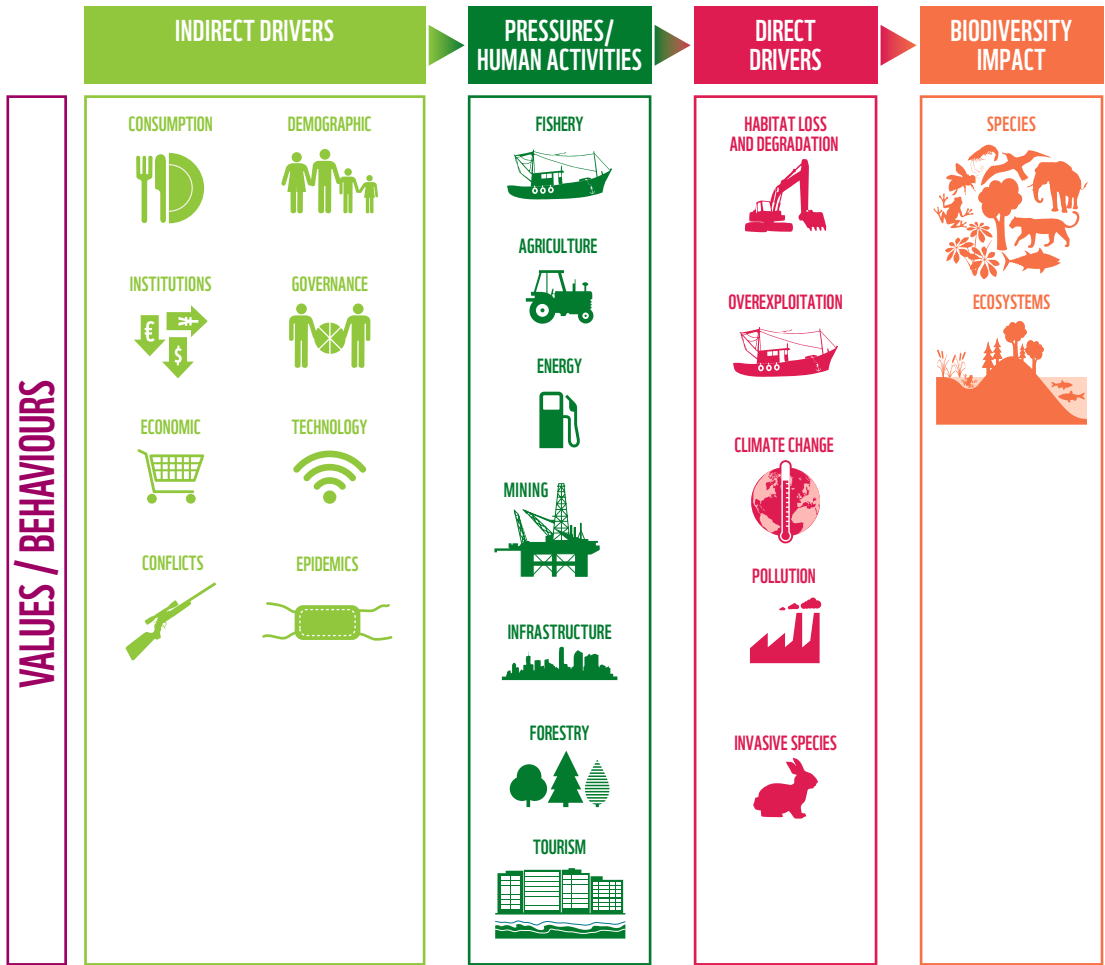 INDIRECT DRIVERS
PRESSURES/
HUMAN ACTIVITIES
DIRECT
DRIVERS
BIODIVERSITY
IMPACT
VALUES / BEHAVIOURS
CONSUMPTION
DEMOGRAPHIC
INSTITUTIONS
€
$
GOVERNANCE
ECONOMIC
TECHNOLOGY
CONFLICTS
EPIDEMICS
FISHERY
AGRICULTURE
ENERGY
MINING
INFRASTRUCTURE
FORESTRY
TOURISM
HABITAT LOSS
AND DEGRADATION
OVEREXPLOITATION
CLIMATE CHANGE
POLLUTION
INVASIVE SPECIES
SPECIES
ECOSYSTEMS